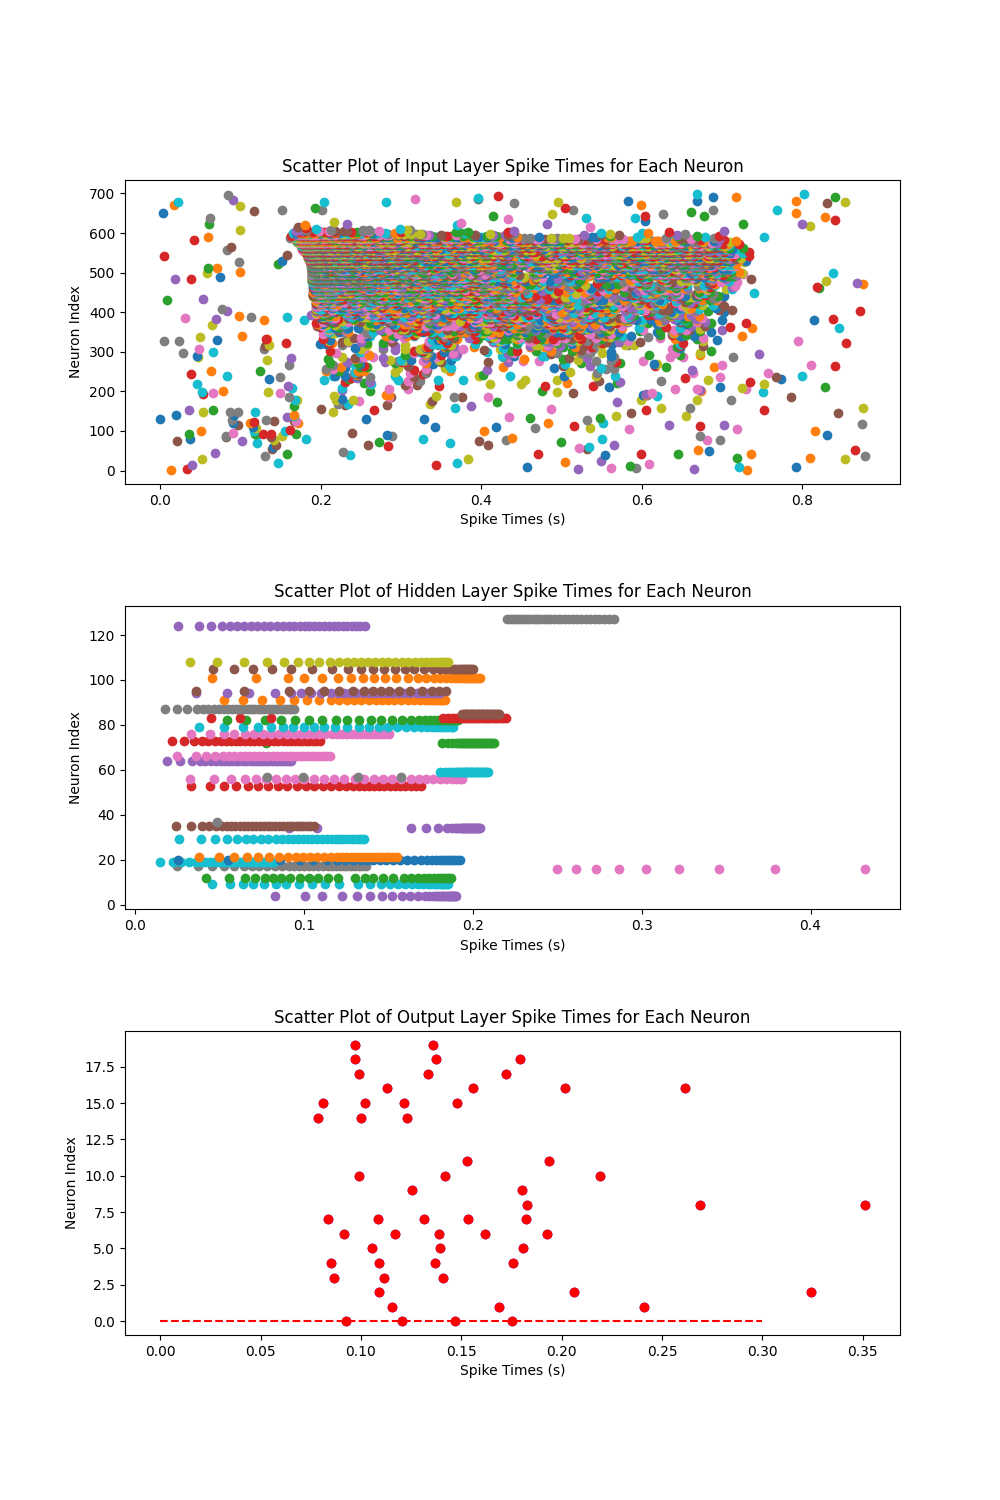 Scatter Plot of Input Layer Spike Times for Each Neuron
700
600
500
400
300
200
100
0
Neuron Index
0.0 0.2 0.4 0.6 0.8
Spike Times (s)
Scatter Plot of Hidden Layer Spike Times for Each Neuron
120
100
80
60
40
20
0
Neuron Index
0.0 0.1 0.2 0.3 0.4
Spike Times (s)
Scatter Plot of Output Layer Spike Times for Each Neuron
17.5
15.0
12.5
10.0
7.5
5.0
2.5
0.0
Neuron Index
0.00 0.05 0.10 0.15 0.20 0.25 0.30 0.35
Spike Times (s)